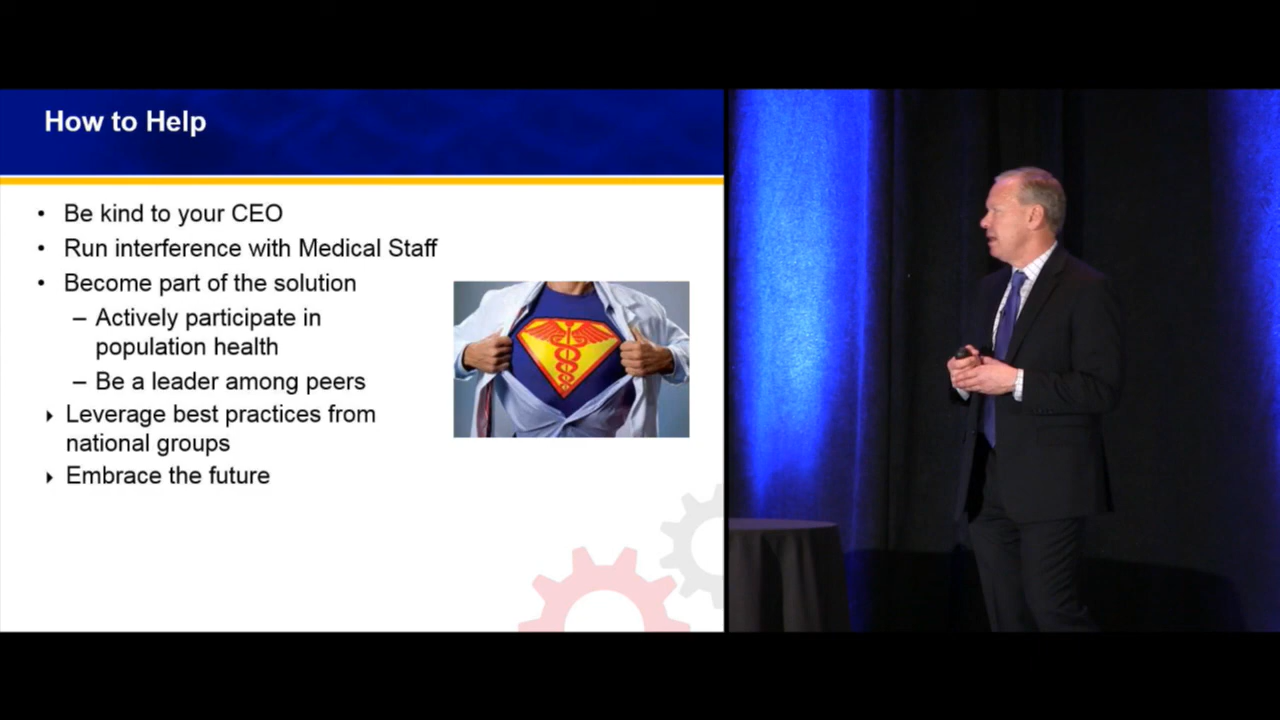 How to Help
• Be kind to your CEO
• Run interference with Medical Staff
• Become part of the solution
– Actively participate in
population health
– Be a leader among peers
‣ Leverage best practices from
national groups
‣ Embrace the future